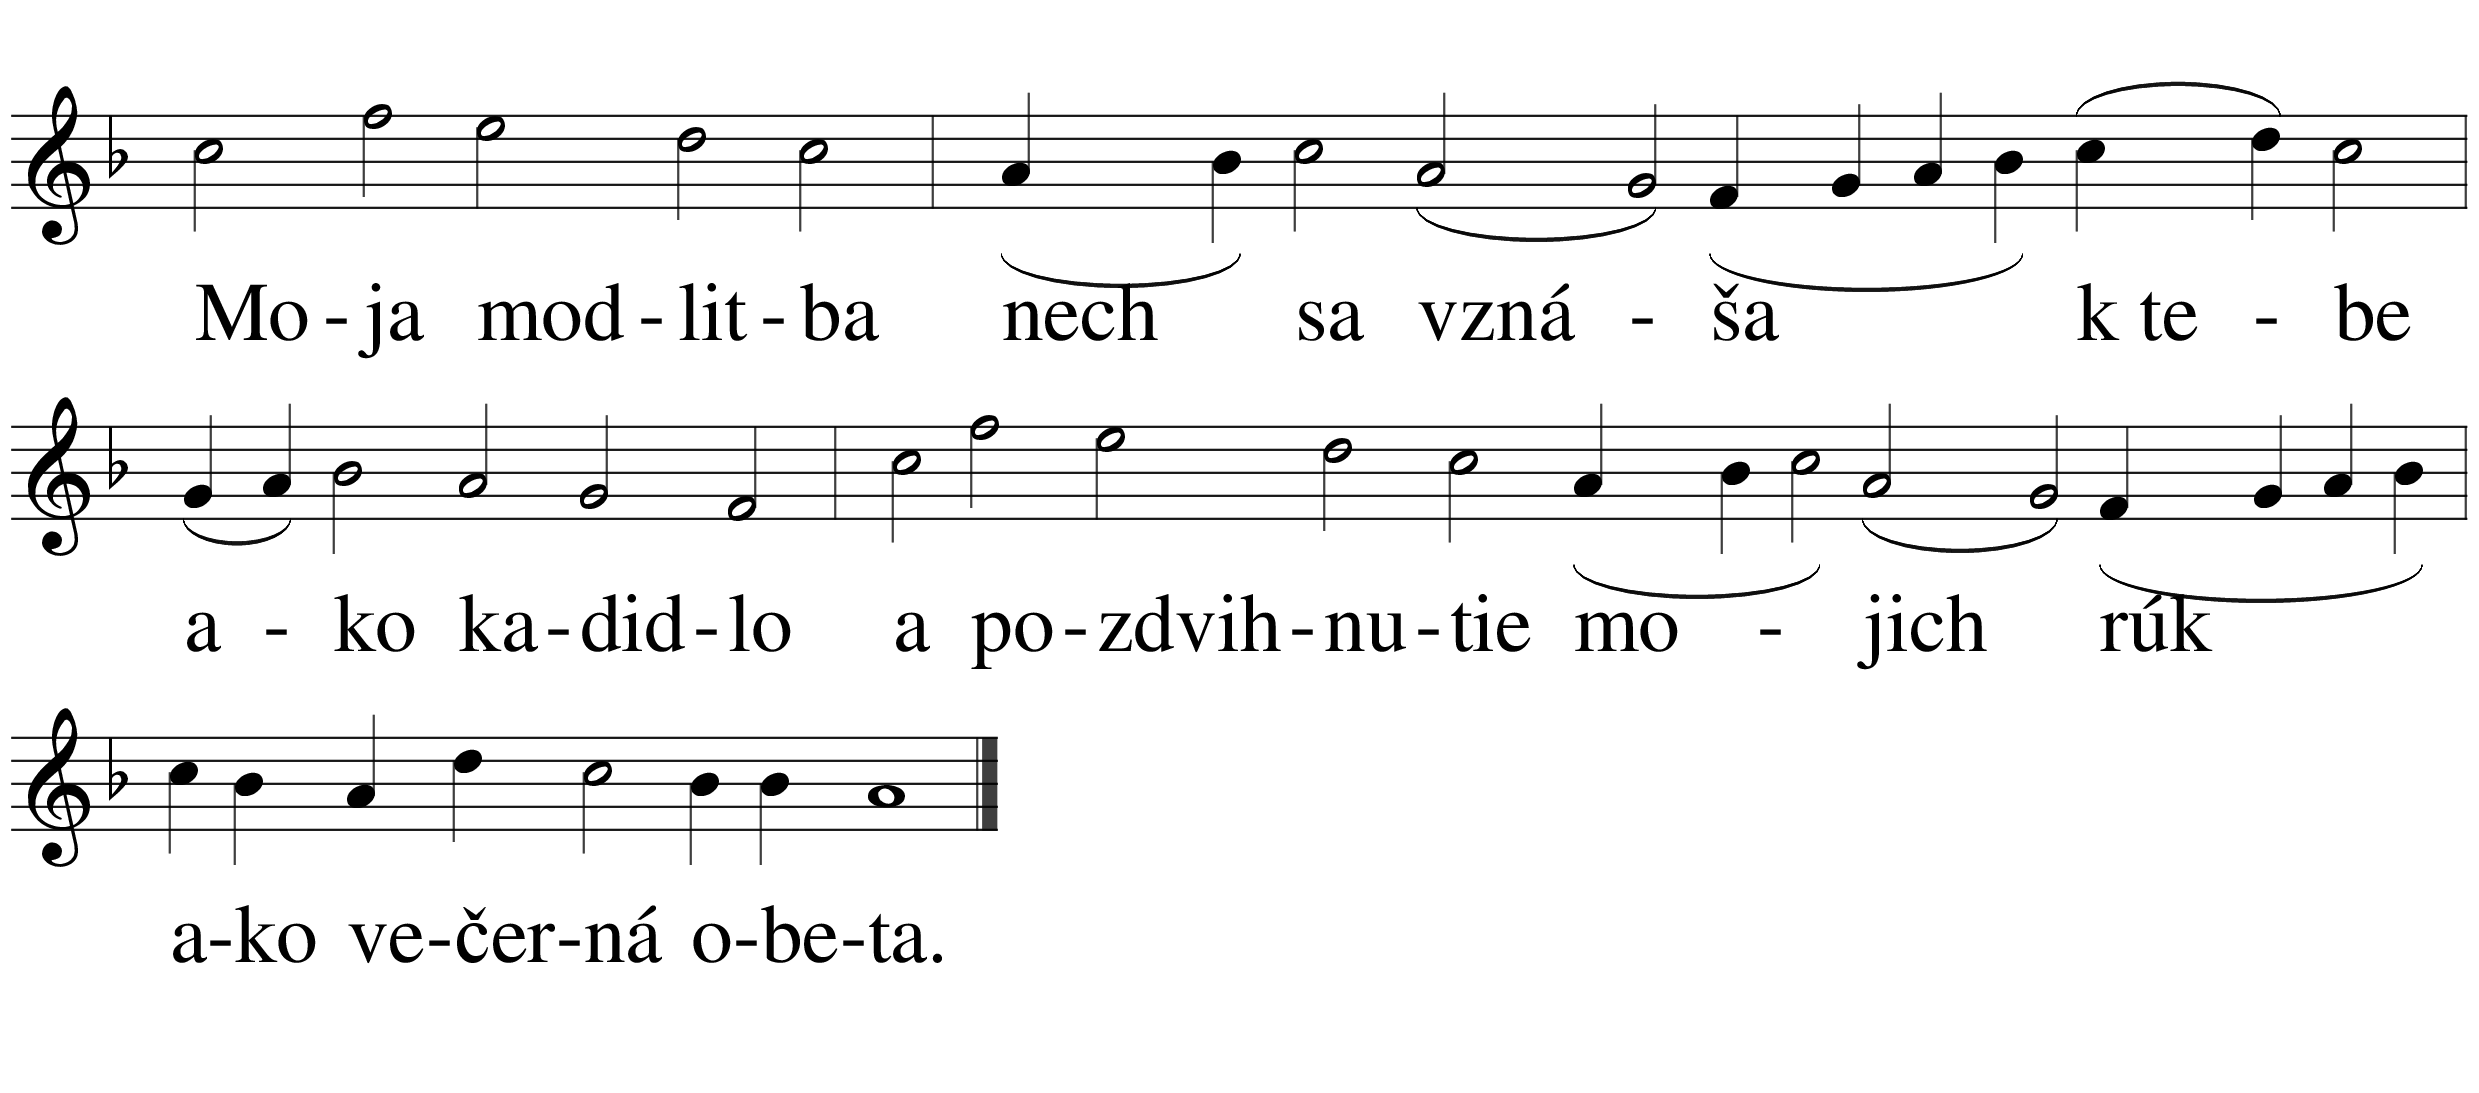 Mo - ja mod - lit - ba nech sa vzná - ša k te - be
a - ko ka - did - lo a po - zdvih - nu - tie mo - jich rúk
a-ko ve-čer-ná o-be-ta.